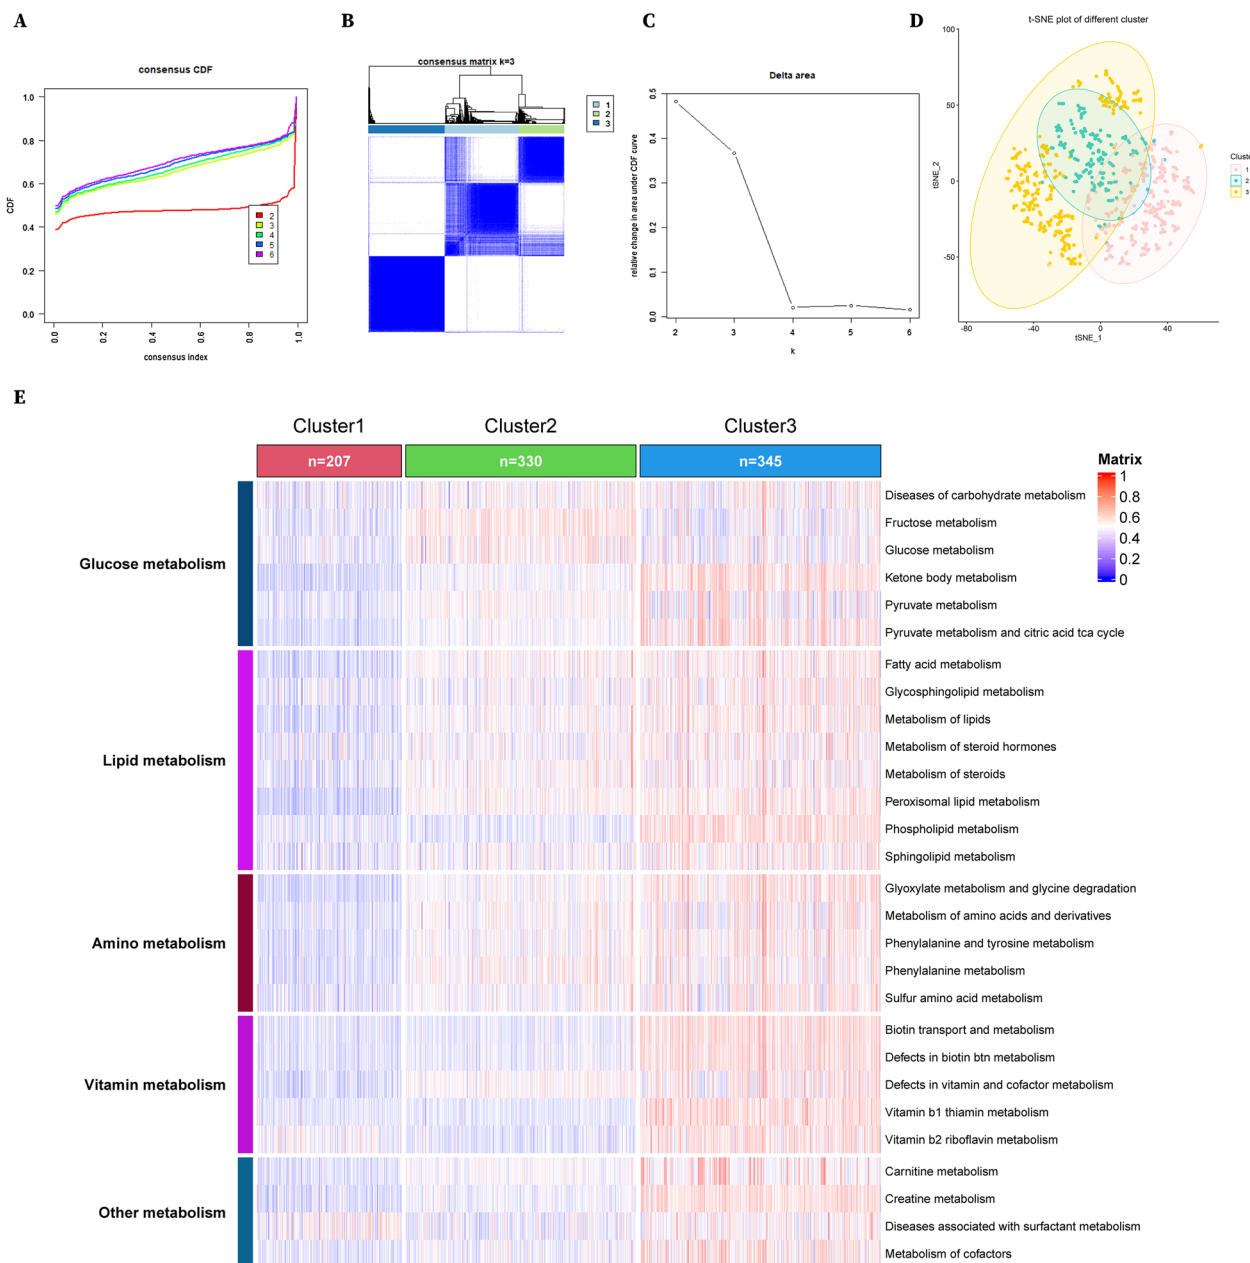 A
consensus CDF
CDF
1.0
0.8
0.6
0.4
0.2
0.0
2
3
4
5
6
0.0
0.2
0.4
0.6
0.8
1.0
consensus index
B
consensus matrix k=3
1
2
3
C
Delta area
relative change in area under CDF curve
0.5
0.4
0.3
0.2
0.1
0.0
2
3
4
5
6
k
D
t-SNE plot of different cluster
tSNE_2
100
50
0
-50
-80
-40
0
40
tSNE_1
Cluste
1
2
3
E
Cluster1
Cluster2
Cluster3
n=207
n=330
n=345
Matrix
1
0.8
0.6
0.4
0.2
0
Glucose metabolism
Diseases of carbohydrate metabolism
Fructose metabolism
Glucose metabolism
Ketone body metabolism
Pyruvate metabolism
Pyruvate metabolism and citric acid tca cycle
Lipid metabolism
Fatty acid metabolism
Glycosphingolipid metabolism
Metabolism of lipids
Metabolism of steroid hormones
Metabolism of steroids
Peroxisomal lipid metabolism
Phospholipid metabolism
Sphingolipid metabolism
Amino metabolism
Glyoxylate metabolism and glycine degradation
Metabolism of amino acids and derivatives
Phenylalanine and tyrosine metabolism
Phenylalanine metabolism
Sulfur amino acid metabolism
Vitamin metabolism
Biotin transport and metabolism
Defects in biotin btn metabolism
Defects in vitamin and cofactor metabolism
Vitamin b1 thiamin metabolism
Vitamin b2 riboflavin metabolism
Other metabolism
Carnitine metabolism
Creatine metabolism
Diseases associated with surfactant metabolism
Metabolism of cofactors